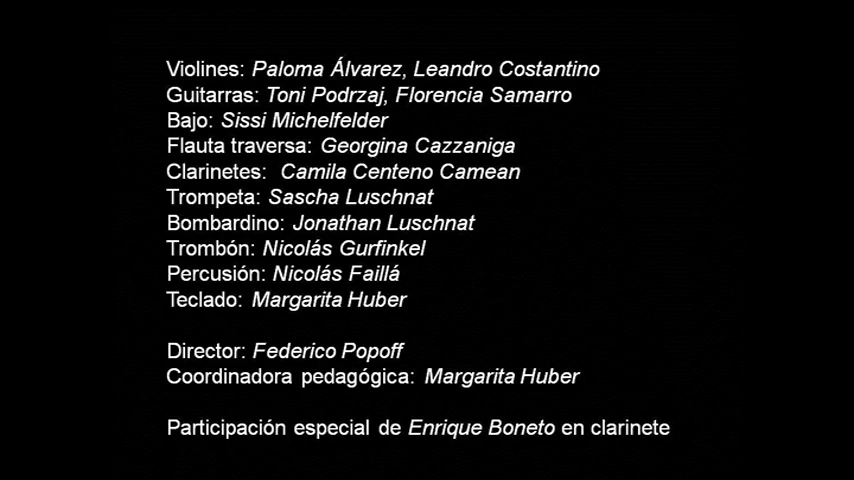 Violines: Paloma Álvarez, Leandro Costantino
Guitarras: Toni Podrzaj, Florencia Samarro
Bajo: Sissi Michelfelder
Flauta traversa: Georgina Cazzaniga
Clarinetes: Camila Centeno Camean
Trompeta: Sascha Luschnat
Bombardino: Jonathan Luschnat
Trombón: Nicolás Gurfinkel
Percusión: Nicolás Faillá
Teclado: Margarita Huber
Director: Federico Popoff
Coordinadora pedagógica: Margarita Huber
Participación especial de Enrique Boneto en clarinete